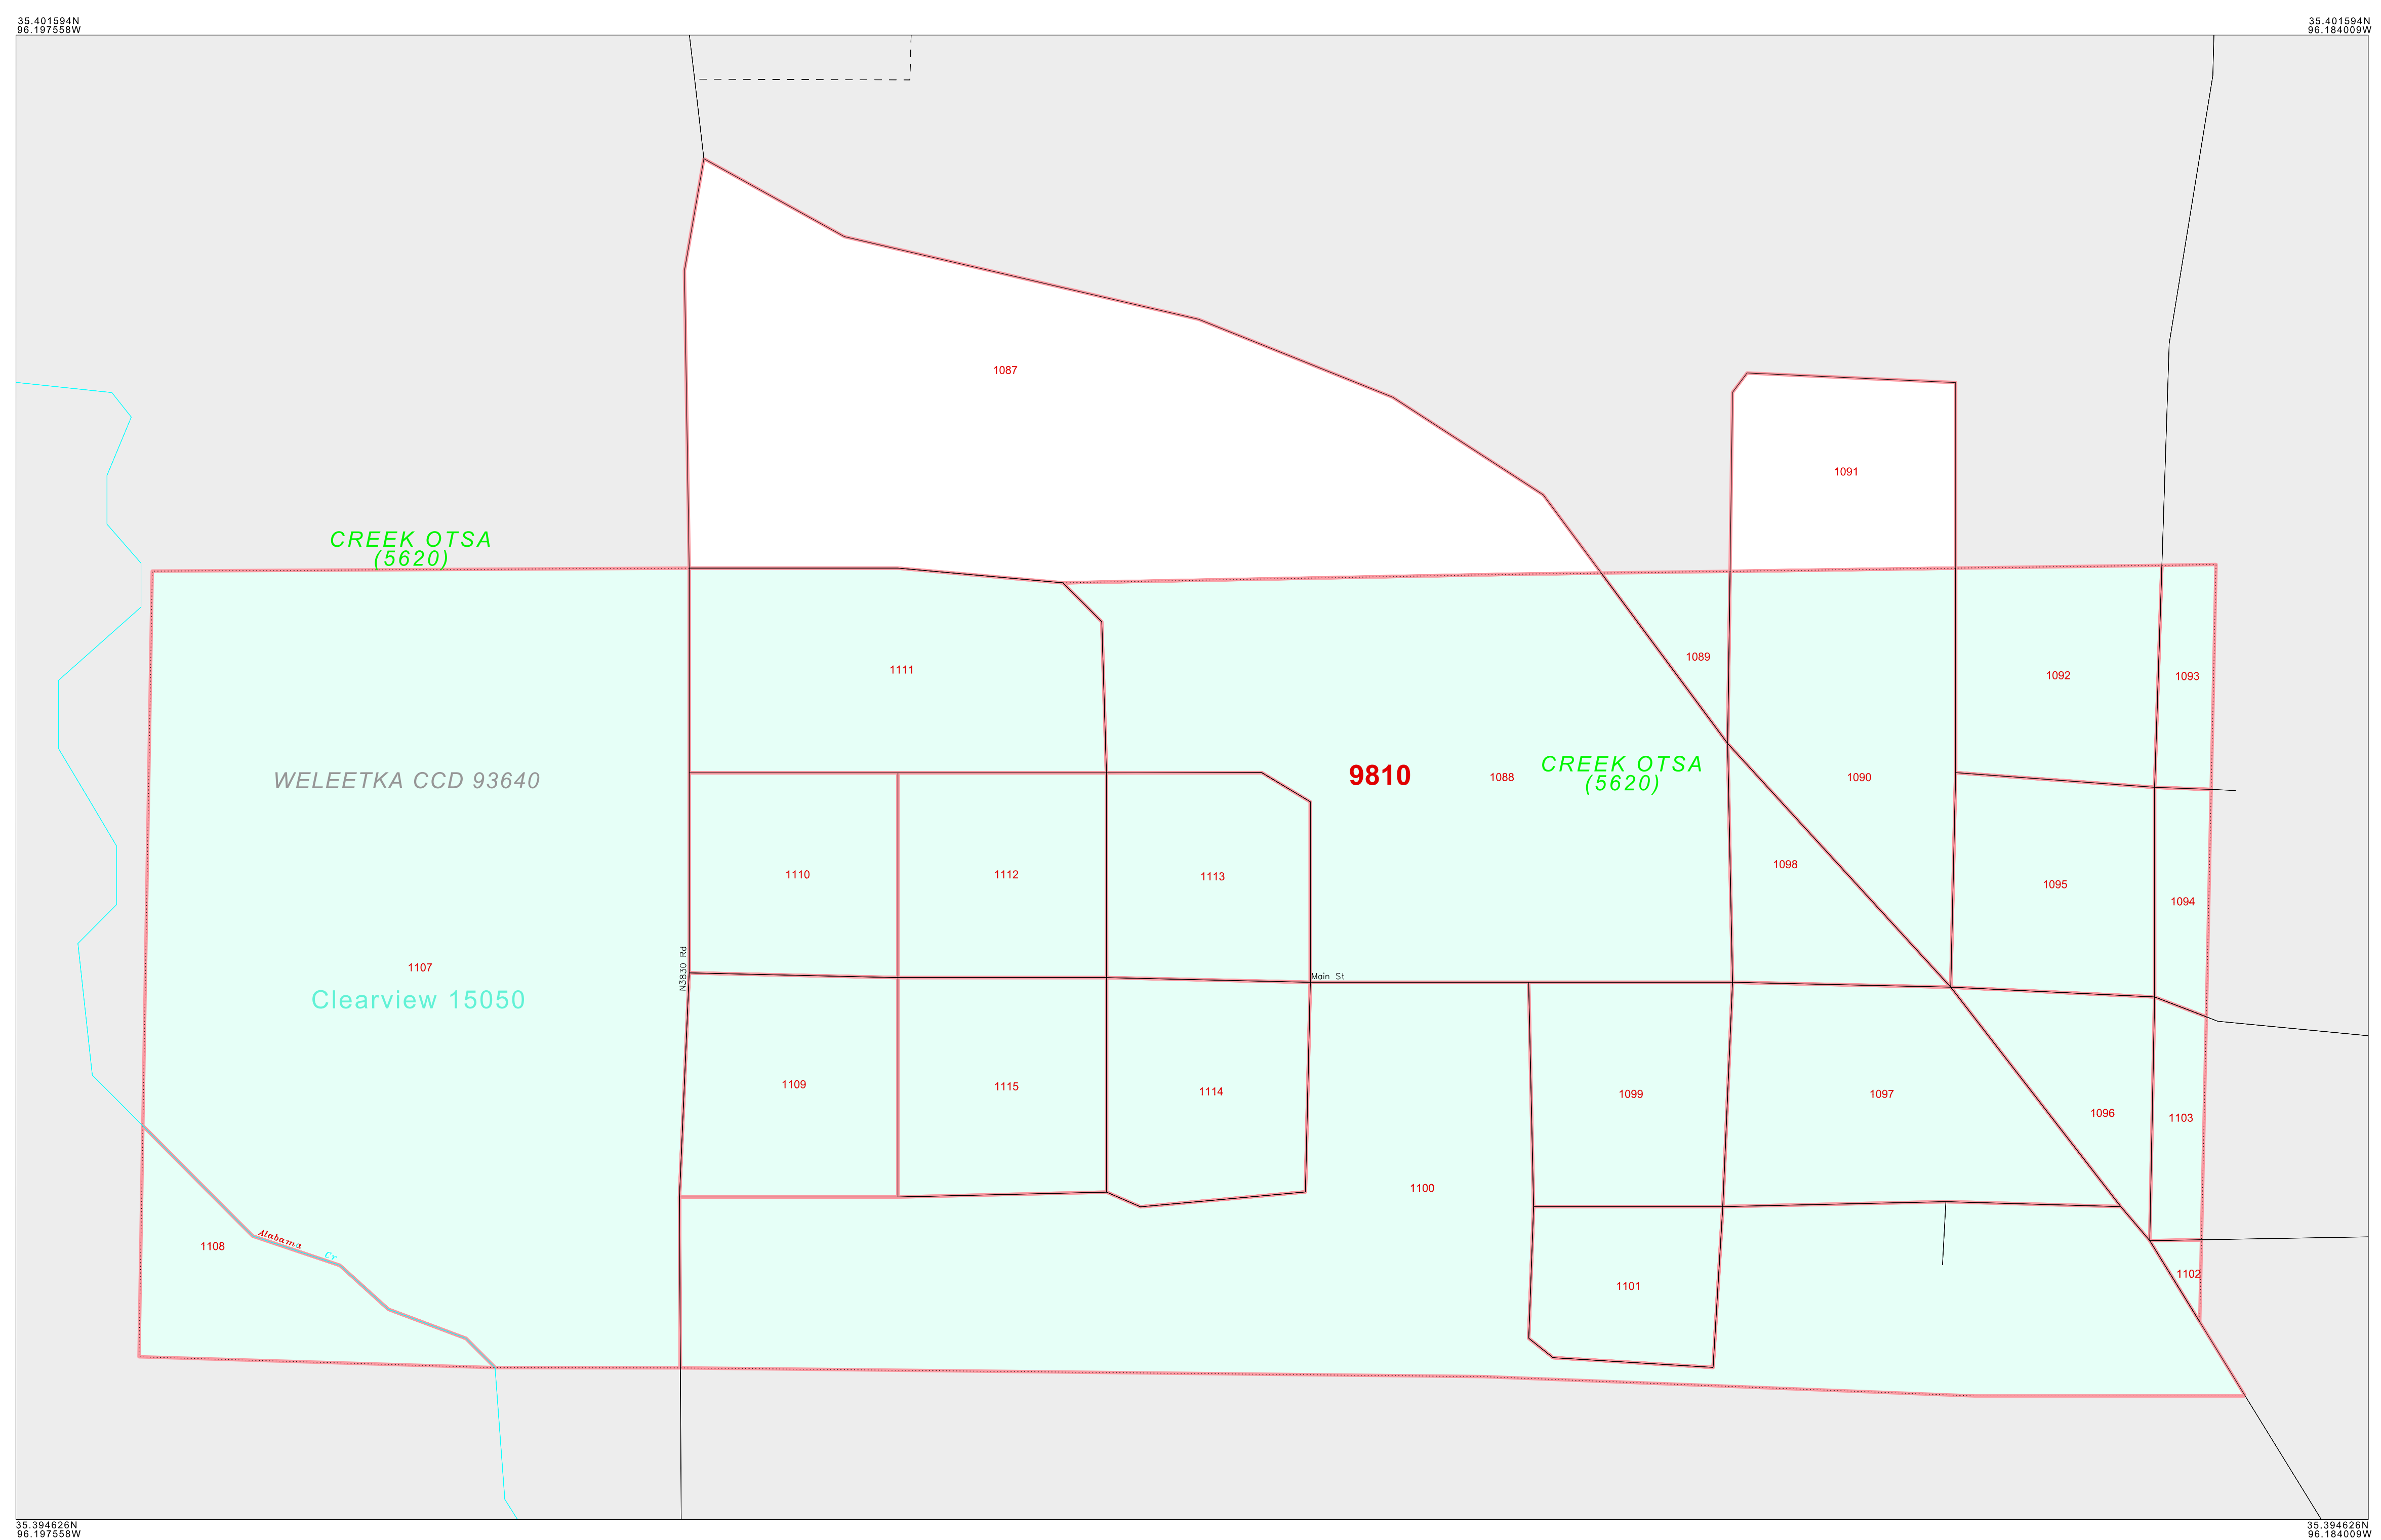 35.401594N
96.197558W
35.401594N
96.184009W
1087
1091
CREEK OTSA
(5620)
1089
1111
1092
1093
WELEETKA CCD 93640
9810
1088
CREEK OTSA
(5620)
1090
1098
1110
1112
1113
1095
1094
1107
N3830 Rd
Main St
Clearview 15050
1109
1115
1114
1099
1097
1096
1103
1100
1108
Alabama Cr
1101
1102
35.394626N
96.197558W
35.394626N
96.184009W